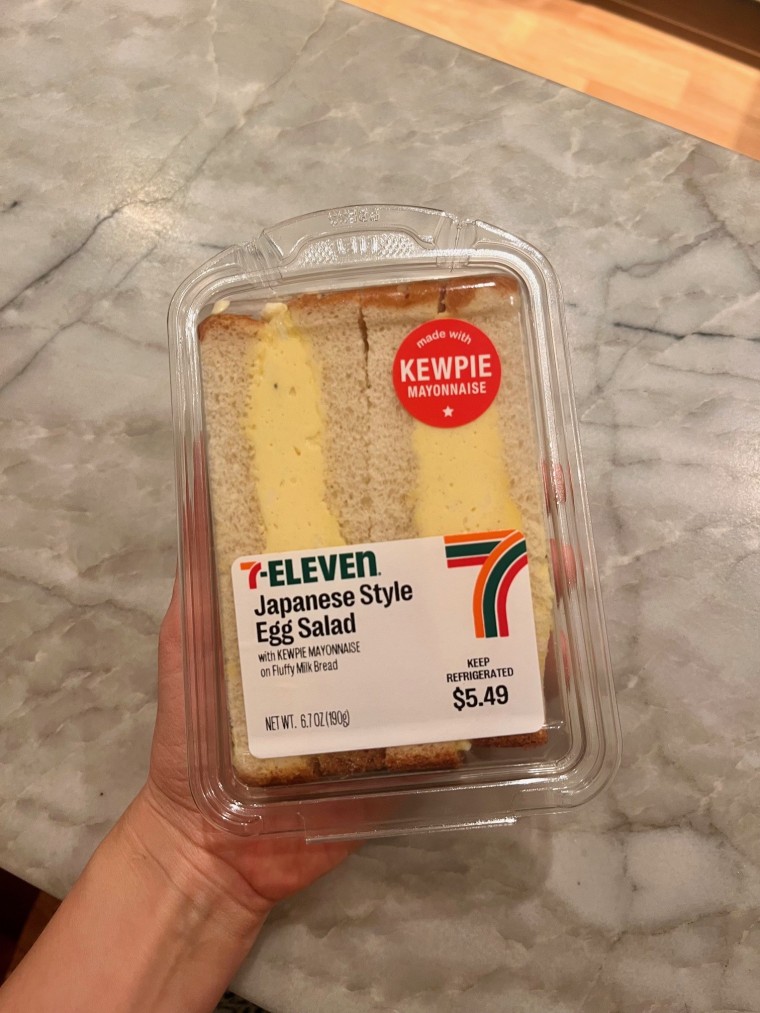 made with
KEWPIE
MAYONNAISE
7-ELEVEn.
Japanese Style
Egg Salad
with KEWPIE MAYONNAISE
on Fluffy Milk Bread
NET WT. 6.7 OZ (190g)
KEEP
REFRIGERATED
$5.49